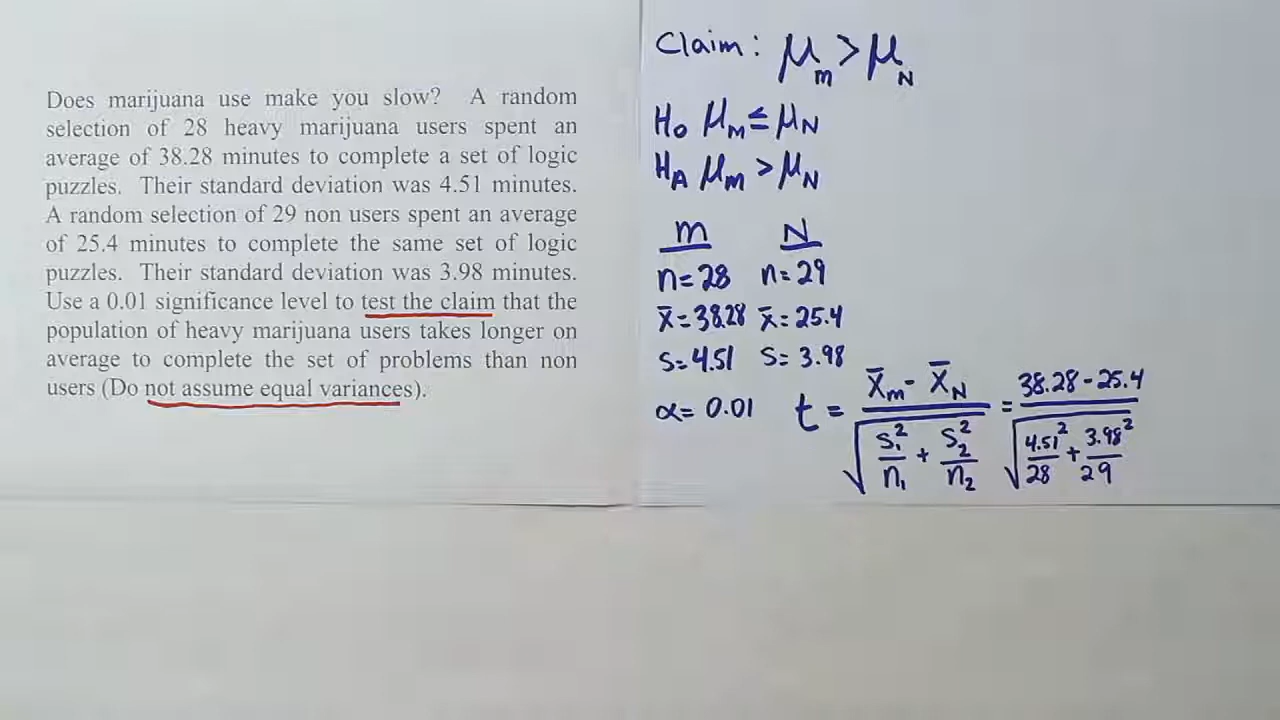 Does marijuana use make you slow? A random
selection of 28 heavy marijuana users spent an
average of 38.28 minutes to complete a set of logic
puzzles. Their standard deviation was 4.51 minutes.
A random selection of 29 non users spent an average
of 25.4 minutes to complete the same set of logic
puzzles. Their standard deviation was 3.98 minutes.
Use a 0.01 significance level to test the claim that the
population of heavy marijuana users takes longer on
average to complete the set of problems than non
users (Do not assume equal variances).
Claim: μm > μN
H0 μM ≤ μN
HA μm > μN
m N
n=28 n=29
x̄=38.28 x̄=25.4
s=4.51 s=3.98
α=0.01
t = (x̄m - x̄N) / √(s1²/n1 + s2²/n2) = (38.28-25.4) / √(4.51²/28 + 3.98²/29)